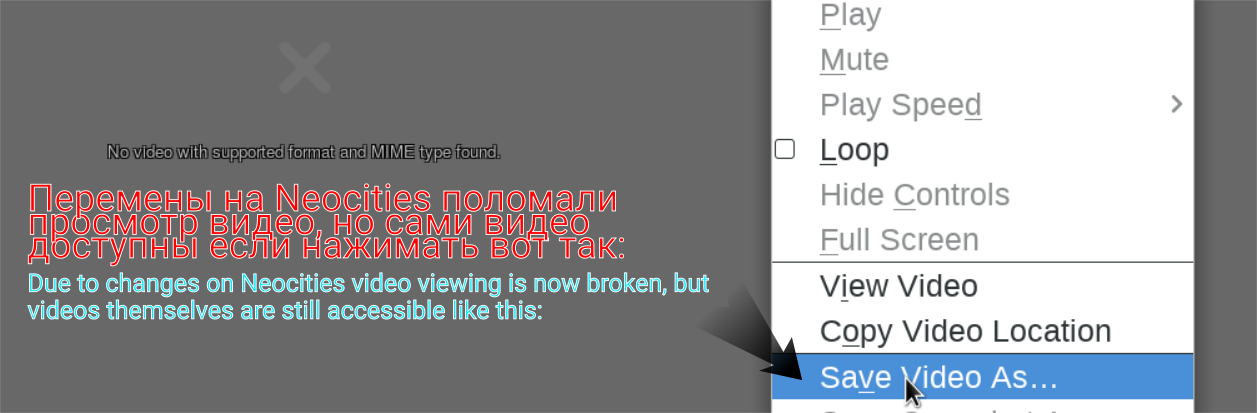 No video with supported format and MIME type found.
Перемены на Neocities поломали
просмотр видео, но сами видео
доступны если нажимать вот так:
Due to changes on Neocities video viewing is now broken, but
videos themselves are still accessible like this:
Play
Mute
Play Speed
Loop
Hide Controls
Full Screen
View Video
Copy Video Location
Save Video As...